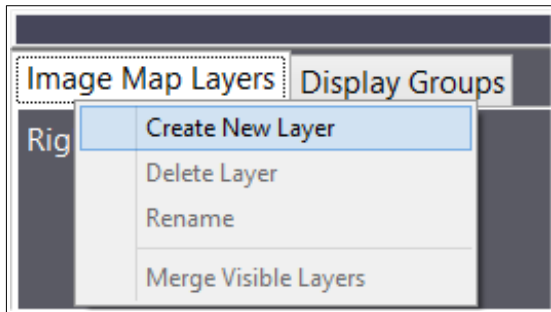 Image Map Layers Display Groups
Rig
Create New Layer
Delete Layer
Rename
Merge Visible Layers